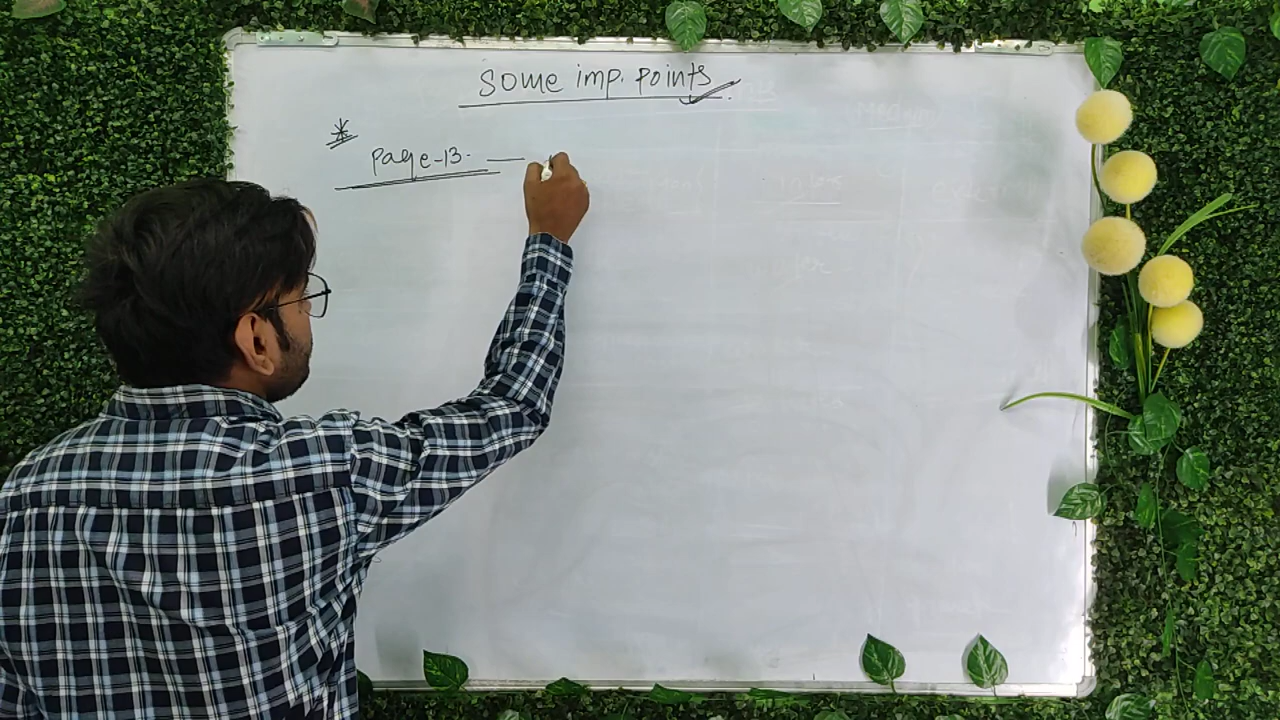 Some imp. points
* page-13. —